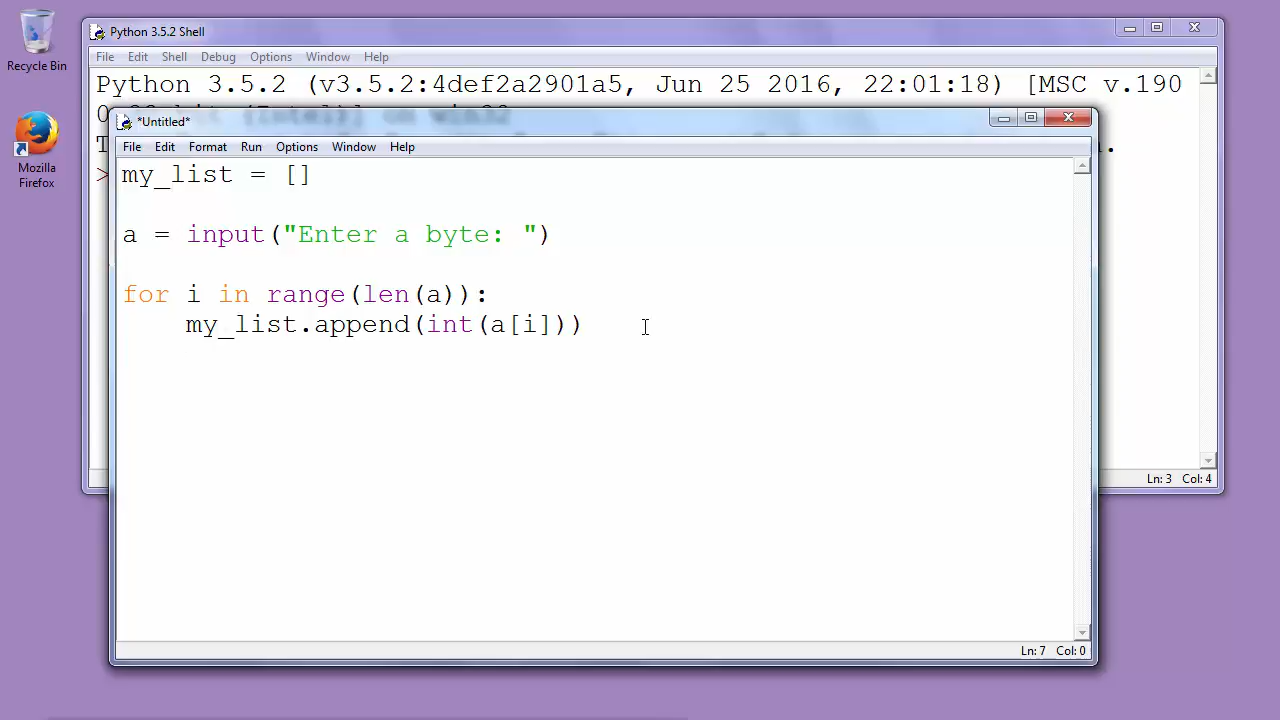 Recycle Bin
Mozilla
Firefox
Python 3.5.2 Shell
File Edit Shell Debug Options Window Help
Python 3.5.2 (v3.5.2:4def2a2901a5, Jun 25 2016, 22:01:18) [MSC v.190
*Untitled*
File Edit Format Run Options Window Help
my_list = []
a = input("Enter a byte: ")
for i in range(len(a)):
my_list.append(int(a[i]))
Ln: 7 Col: 0
Ln: 3 Col: 4